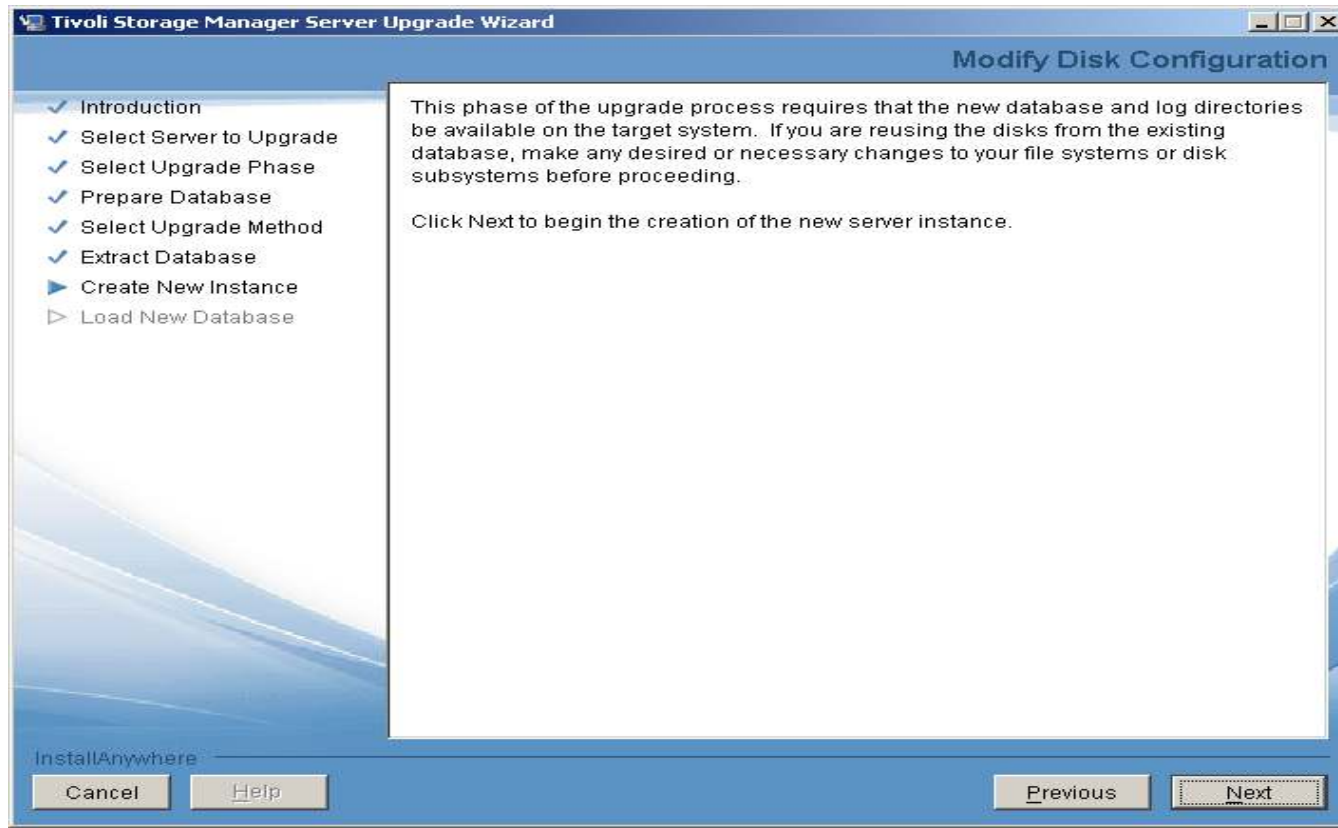 Tivoli Storage Manager Server Upgrade Wizard
Modify Disk Configuration
Introduction
Select Server to Upgrade
Select Upgrade Phase
Prepare Database
Select Upgrade Method
Extract Database
Create New Instance
Load New Database
This phase of the upgrade process requires that the new database and log directories
be available on the target system. If you are reusing the disks from the existing
database, make any desired or necessary changes to your file systems or disk
subsystems before proceeding.
Click Next to begin the creation of the new server instance.
InstallAnywhere
Cancel
Help
Previous
Next